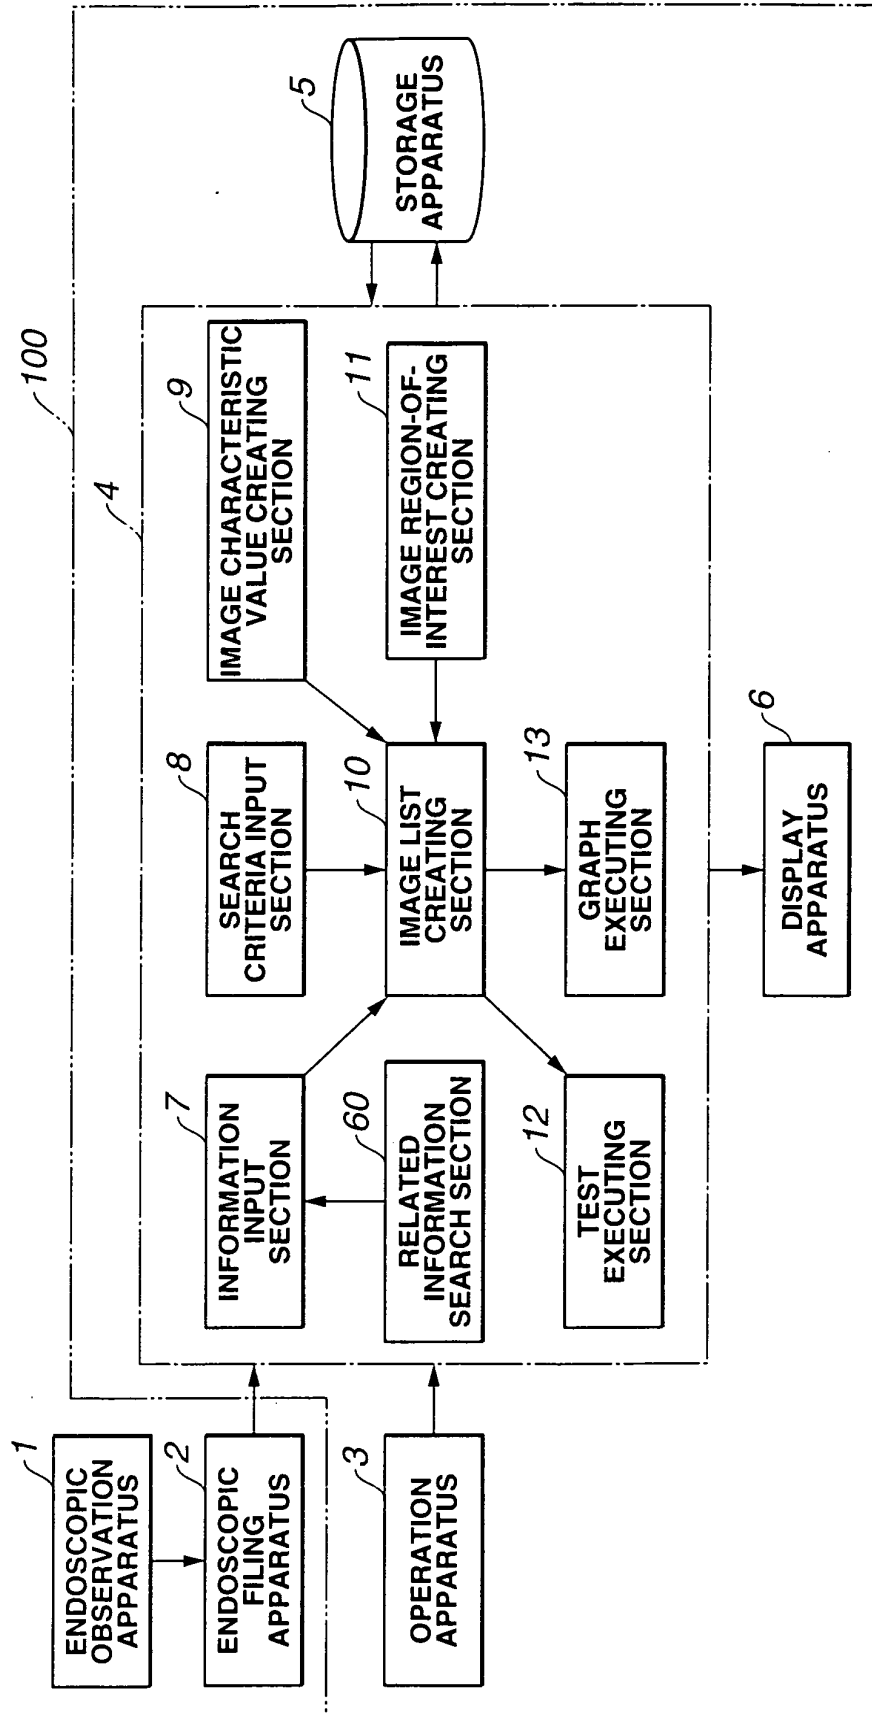 100
1
ENDOSCOPIC
OBSERVATION
APPARATUS
2
ENDOSCOPIC
FILING
APPARATUS
3
OPERATION
APPARATUS
4
7
INFORMATION
INPUT
SECTION
8
SEARCH
CRITERIA INPUT
SECTION
9
IMAGE CHARACTERISTIC
VALUE CREATING
SECTION
60
RELATED
INFORMATION
SEARCH SECTION
10
IMAGE LIST
CREATING
SECTION
11
IMAGE REGION-OF-
INTEREST CREATING
SECTION
12
TEST
EXECUTING
SECTION
13
GRAPH
EXECUTING
SECTION
5
STORAGE
APPARATUS
6
DISPLAY
APPARATUS